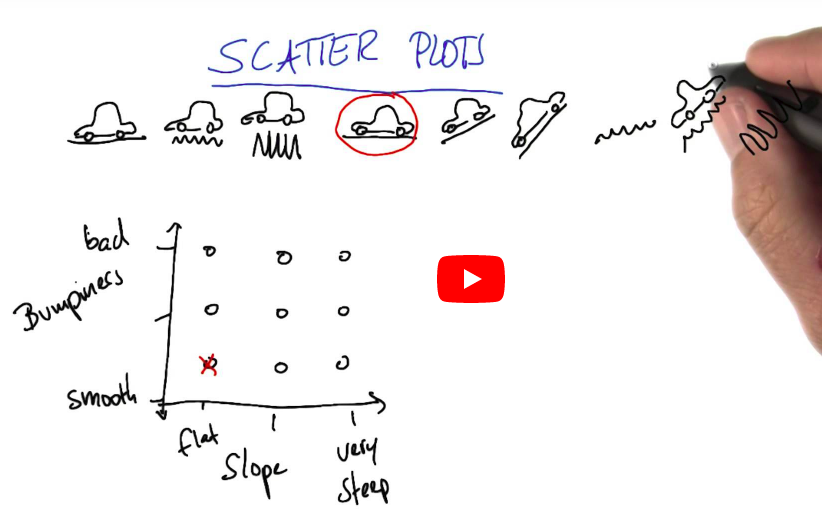 SCATTER PLOTS
bad
Bumpiness
smooth
flat
Slope
very
steep